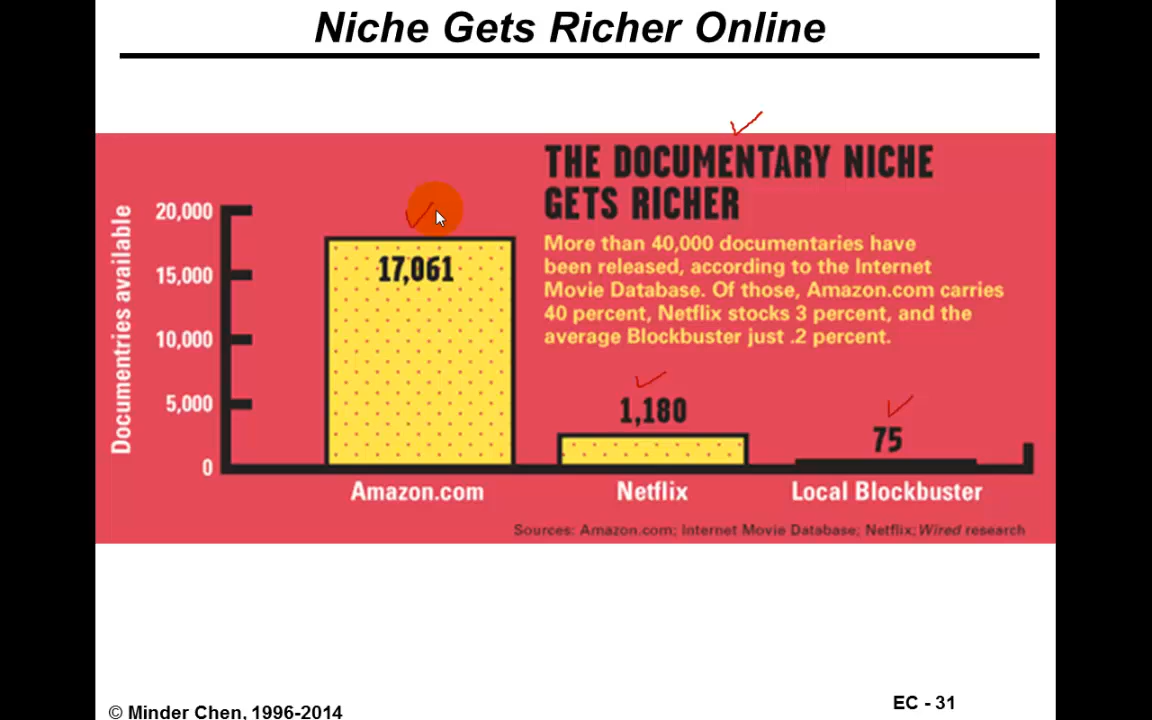 Niche Gets Richer Online
THE DOCUMENTARY NICHE
GETS RICHER
More than 40,000 documentaries have
been released, according to the Internet
Movie Database. Of those, Amazon.com carries
40 percent, Netflix stocks 3 percent, and the
average Blockbuster just .2 percent.
Documentries available
20,000
15,000
10,000
5,000
0
17,061
1,180
75
Amazon.com
Netflix
Local Blockbuster
Sources: Amazon.com; Internet Movie Database; Netflix; Wired research
© Minder Chen, 1996-2014
EC - 31